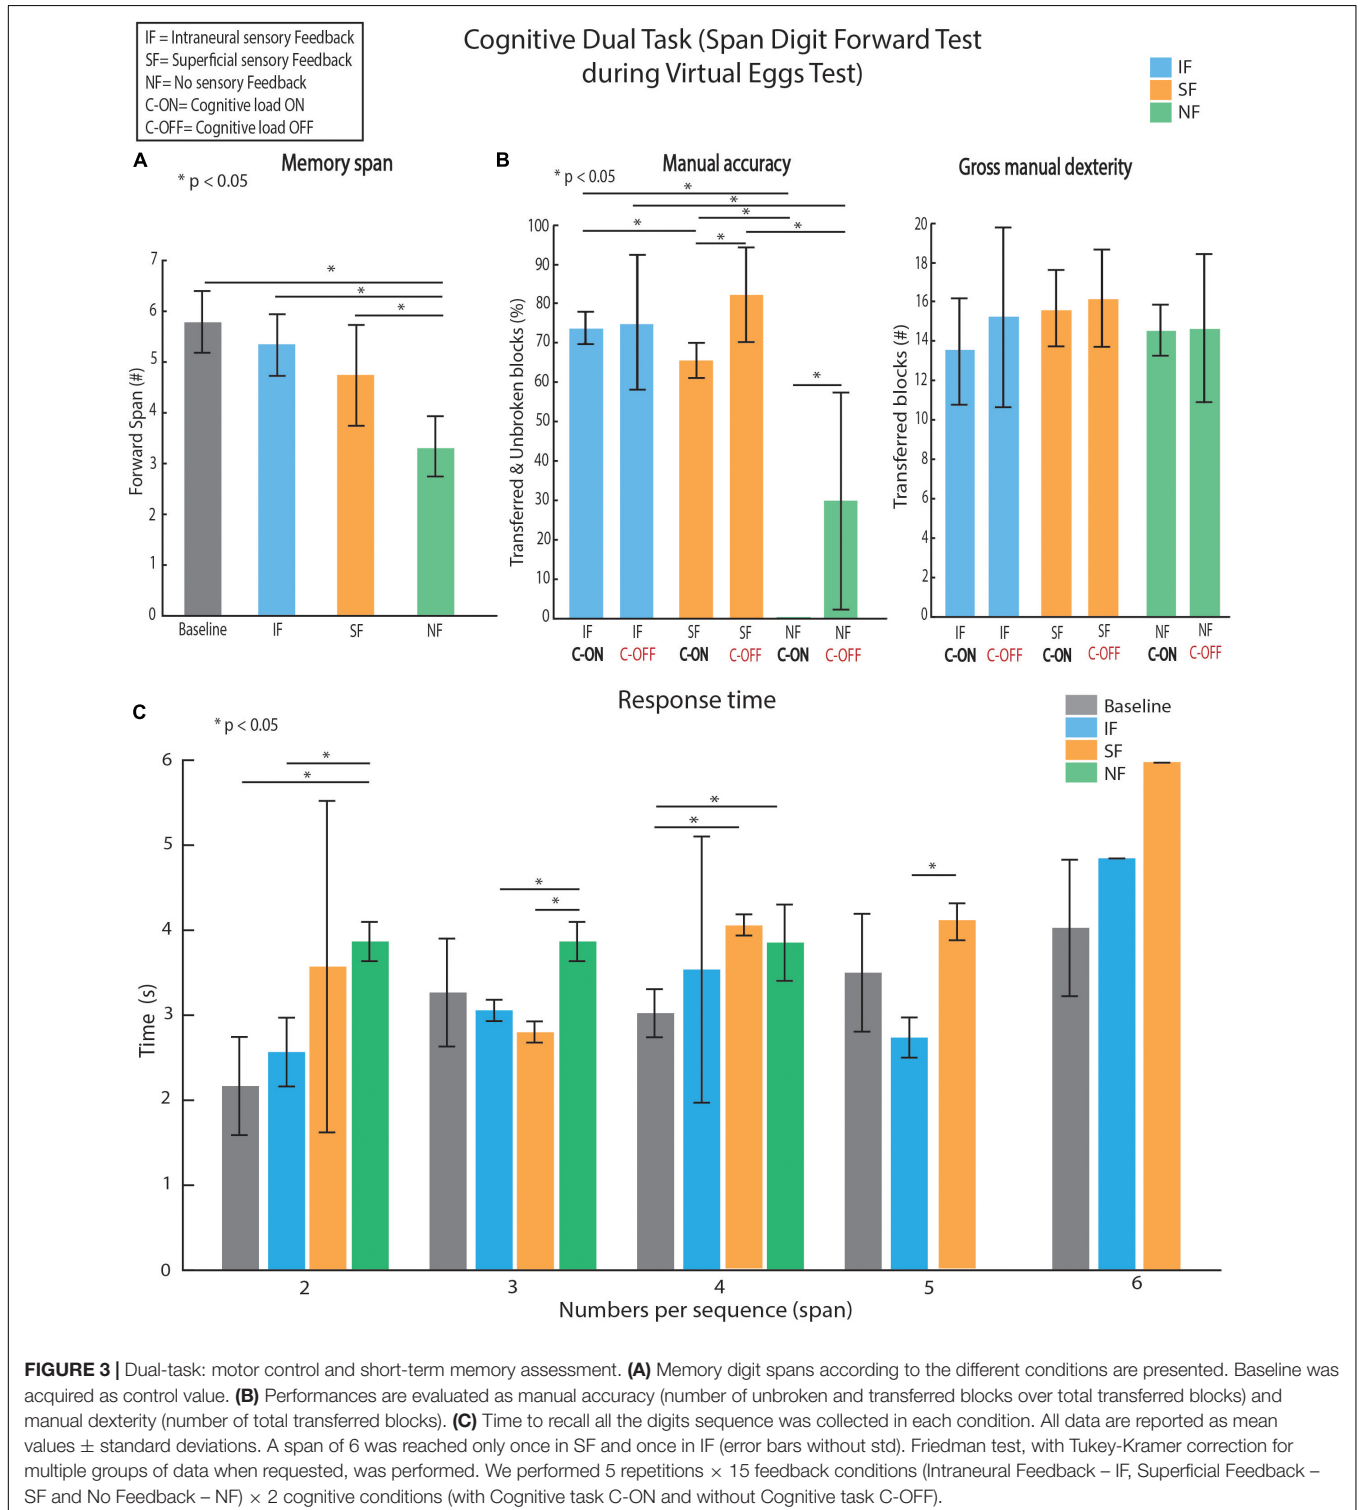 IF = Intraneural sensory Feedback
SF= Superficial sensory Feedback
NF= No sensory Feedback
C-ON= Cognitive load ON
C-OFF= Cognitive load OFF
Cognitive Dual Task (Span Digit Forward Test
during Virtual Eggs Test)
IF
SF
NF
A
Memory span
* p < 0.05
Forward Span (#)
7
6
5
4
3
2
1
0
* * *
Baseline IF SF NF
B
Manual accuracy
* p < 0.05
Transferred & Unbroken blocks (%)
100
90
80
70
60
50
40
30
20
10
0
* * * * * * *
IF IF SF SF NF NF
C-ON C-OFF C-ON C-OFF C-ON C-OFF
Gross manual dexterity
Transferred blocks (#)
20
18
16
14
12
10
8
6
4
2
0
IF IF SF SF NF NF
C-ON C-OFF C-ON C-OFF C-ON C-OFF
C
Response time
* p < 0.05
Baseline
IF
SF
NF
Time (s)
6
5
4
3
2
1
0
* * * * * * *
2 3 4 5 6
Numbers per sequence (span)
FIGURE 3 | Dual-task: motor control and short-term memory assessment. (A) Memory digit spans according to the different conditions are presented. Baseline was
acquired as control value. (B) Performances are evaluated as manual accuracy (number of unbroken and transferred blocks over total transferred blocks) and
manual dexterity (number of total transferred blocks). (C) Time to recall all the digits sequence was collected in each condition. All data are reported as mean
values ± standard deviations. A span of 6 was reached only once in SF and once in IF (error bars without std). Friedman test, with Tukey-Kramer correction for
multiple groups of data when requested, was performed. We performed 5 repetitions × 15 feedback conditions (Intraneural Feedback – IF, Superficial Feedback –
SF and No Feedback – NF) × 2 cognitive conditions (with Cognitive task C-ON and without Cognitive task C-OFF).